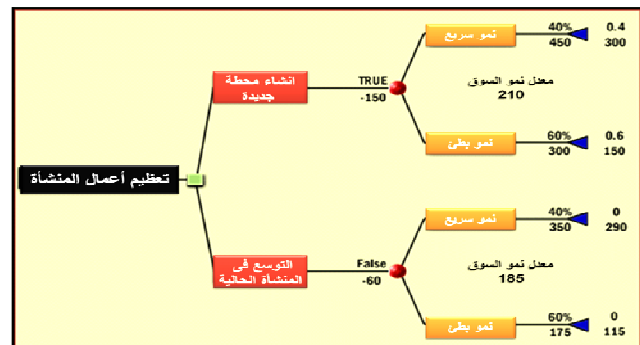 نمو سريع
40%
450
0.4
300
انشاء محطة
جديدة
TRUE
-150
معدل نمو السوق
210
نمو بطئ
60%
300
0.6
150
تعظيم أعمال المنشأة
نمو سريع
40%
350
0
290
التوسع فى
المنشأة الحالية
False
-60
معدل نمو السوق
185
نمو بطئ
60%
175
0
115